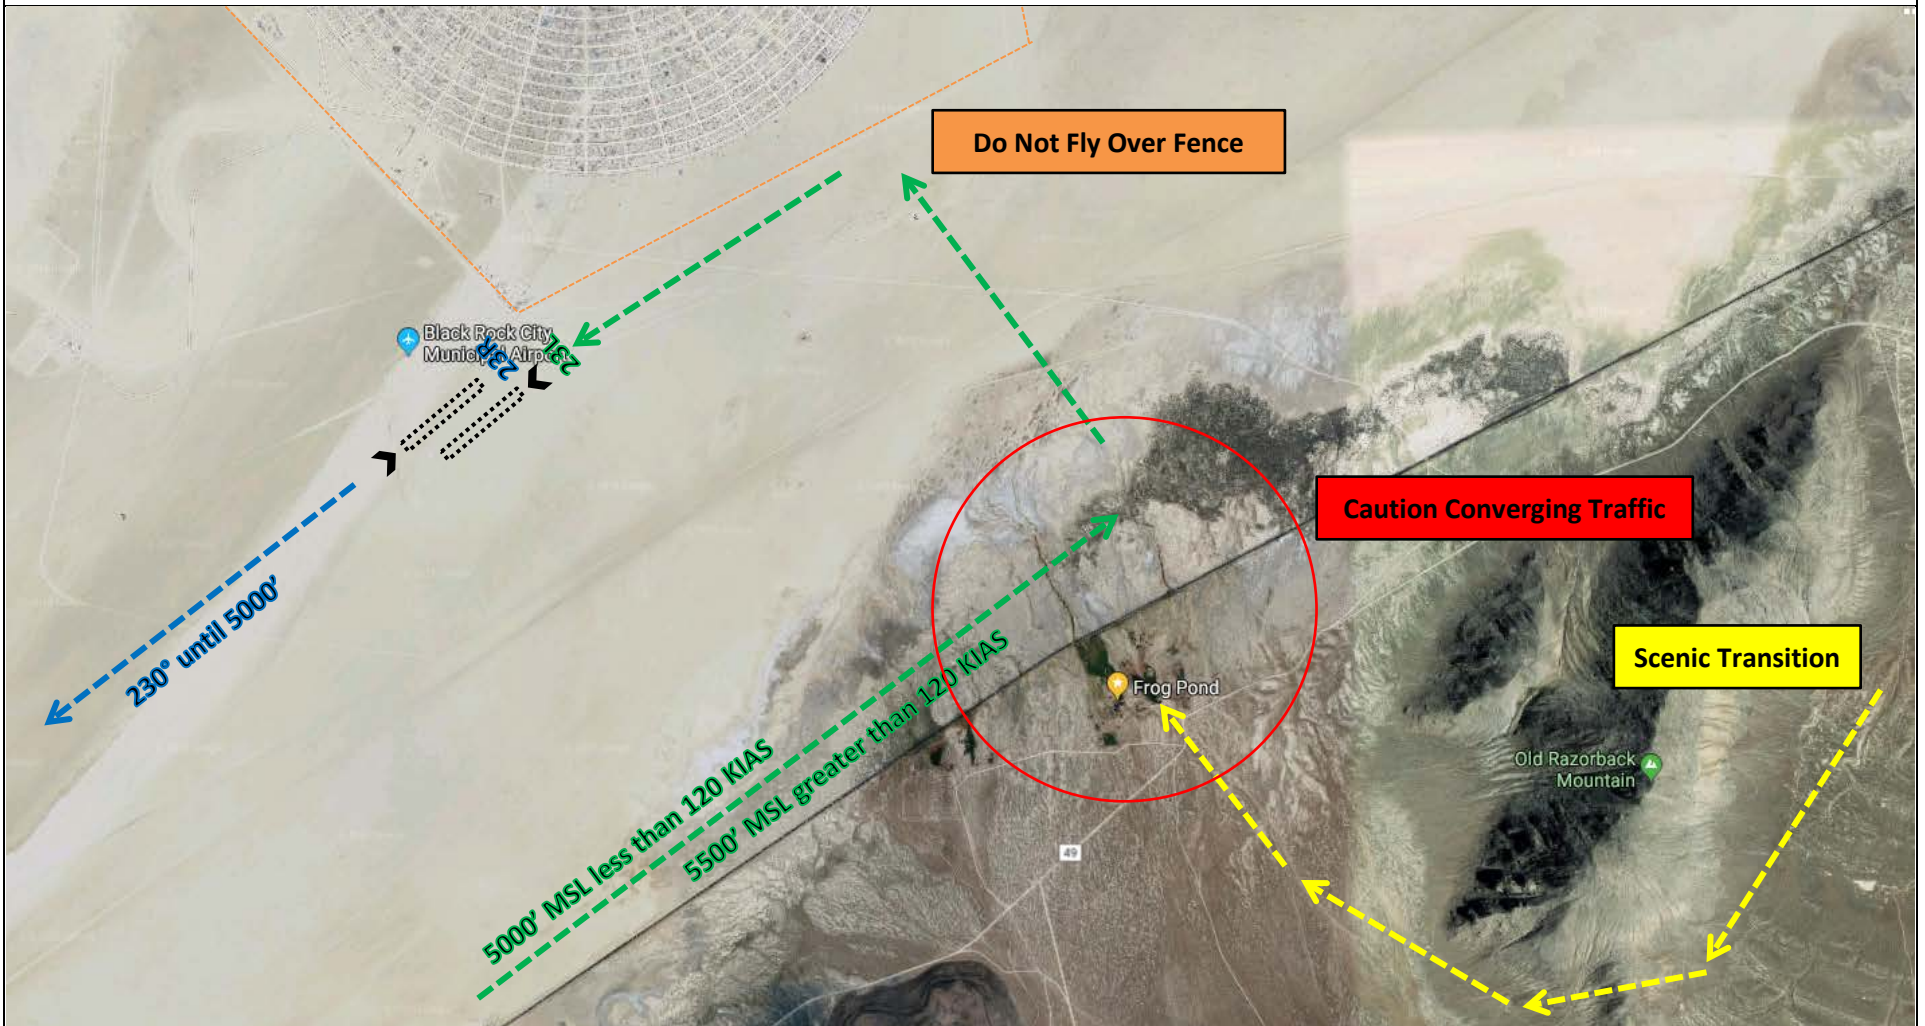 Do Not Fly Over Fence
Black Rock City
Municipal Airport
23R
23L
Caution Converging Traffic
230° until 5000'
Scenic Transition
Frog Pond
5000' MSL less than 120 KIAS
5500' MSL greater than 120 KIAS
Old Razorback
Mountain
49